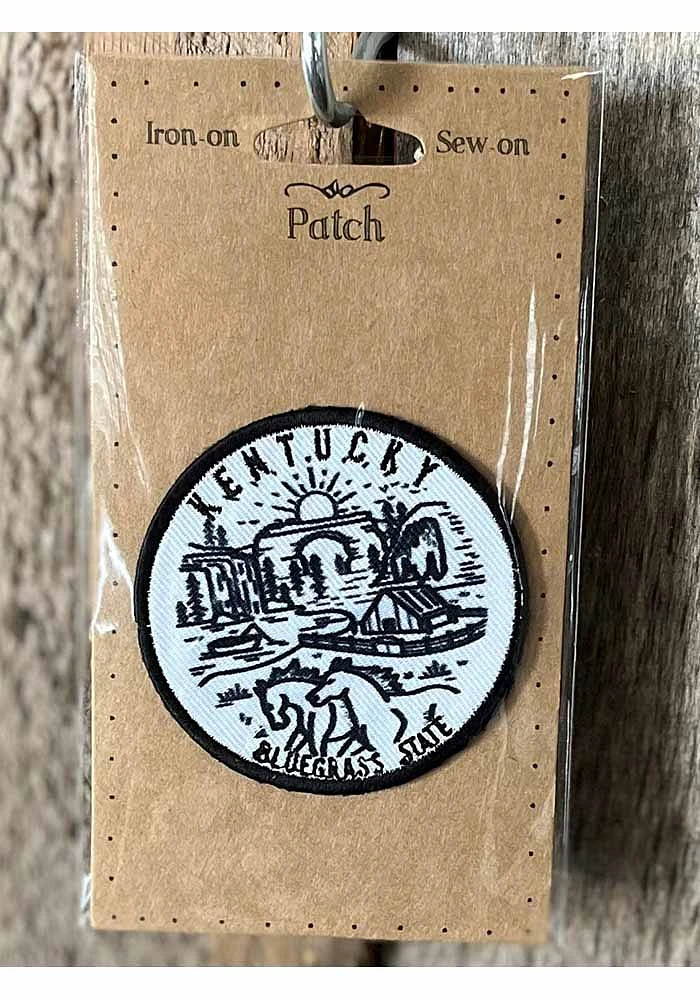 Iron-on
Sew-on
Patch
KENTUCKY
BLUEGRASS STATE